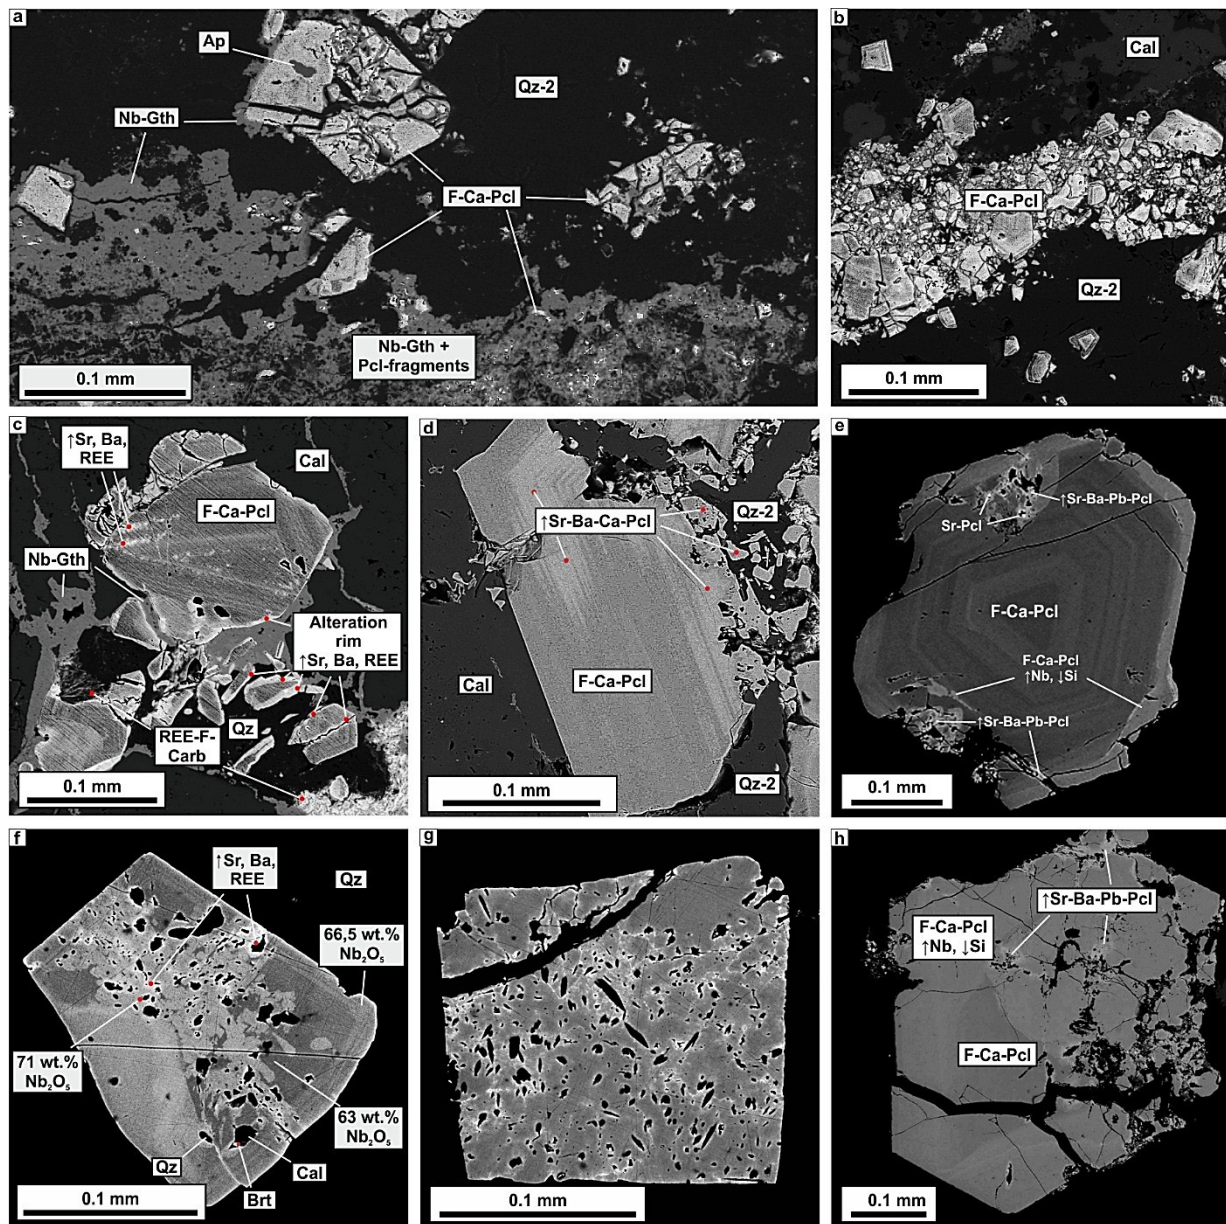 a
Ap
Qz-2
Nb-Gth
F-Ca-Pcl
Nb-Gth +
Pcl-fragments
0.1 mm
b
Cal
F-Ca-Pcl
Qz-2
0.1 mm
c
↑Sr, Ba,
REE
Cal
F-Ca-Pcl
Nb-Gth
Alteration
rim
↑Sr, Ba, REE
Qz
REE-F-
Carb
0.1 mm
d
Qz-2
↑Sr-Ba-Ca-Pcl
F-Ca-Pcl
Cal
Qz-2
0.1 mm
e
Sr-Pcl
↑Sr-Ba-Pb-Pcl
F-Ca-Pcl
F-Ca-Pcl
↑Nb, ↓Si
↑Sr-Ba-Pb-Pcl
0.1 mm
f
↑Sr, Ba,
REE
Qz
66,5 wt.%
Nb₂O₅
71 wt.%
Nb₂O₅
63 wt.%
Nb₂O₅
Qz
Cal
Brt
0.1 mm
g
0.1 mm
h
↑Sr-Ba-Pb-Pcl
F-Ca-Pcl
↑Nb, ↓Si
F-Ca-Pcl
0.1 mm